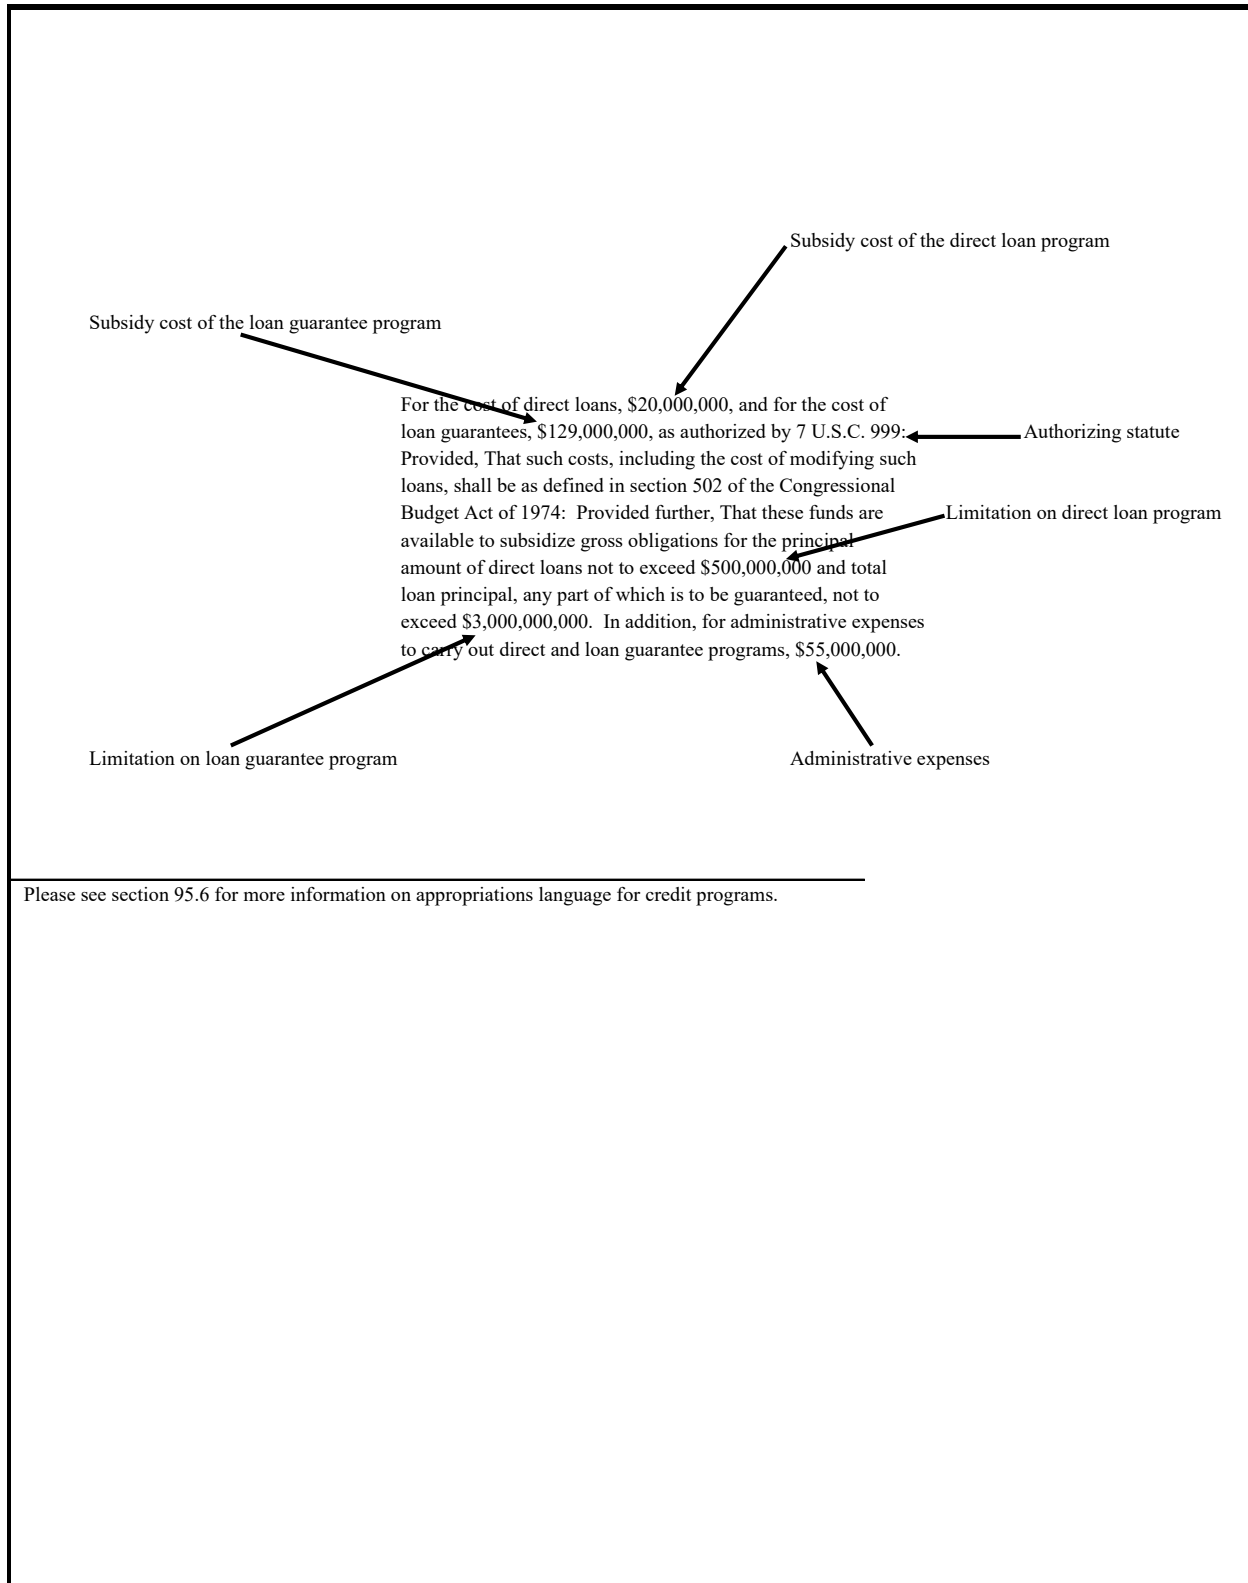 Subsidy cost of the direct loan program
Subsidy cost of the loan guarantee program
For the cost of direct loans, $20,000,000, and for the cost of
loan guarantees, $129,000,000, as authorized by 7 U.S.C. 999:
Authorizing statute
Provided, That such costs, including the cost of modifying such
loans, shall be as defined in section 502 of the Congressional
Budget Act of 1974:  Provided further, That these funds are
Limitation on direct loan program
available to subsidize gross obligations for the principal
amount of direct loans not to exceed $500,000,000 and total
loan principal, any part of which is to be guaranteed, not to
exceed $3,000,000,000.  In addition, for administrative expenses
to carry out direct and loan guarantee programs, $55,000,000.
Limitation on loan guarantee program
Administrative expenses
Please see section 95.6 for more information on appropriations language for credit programs.